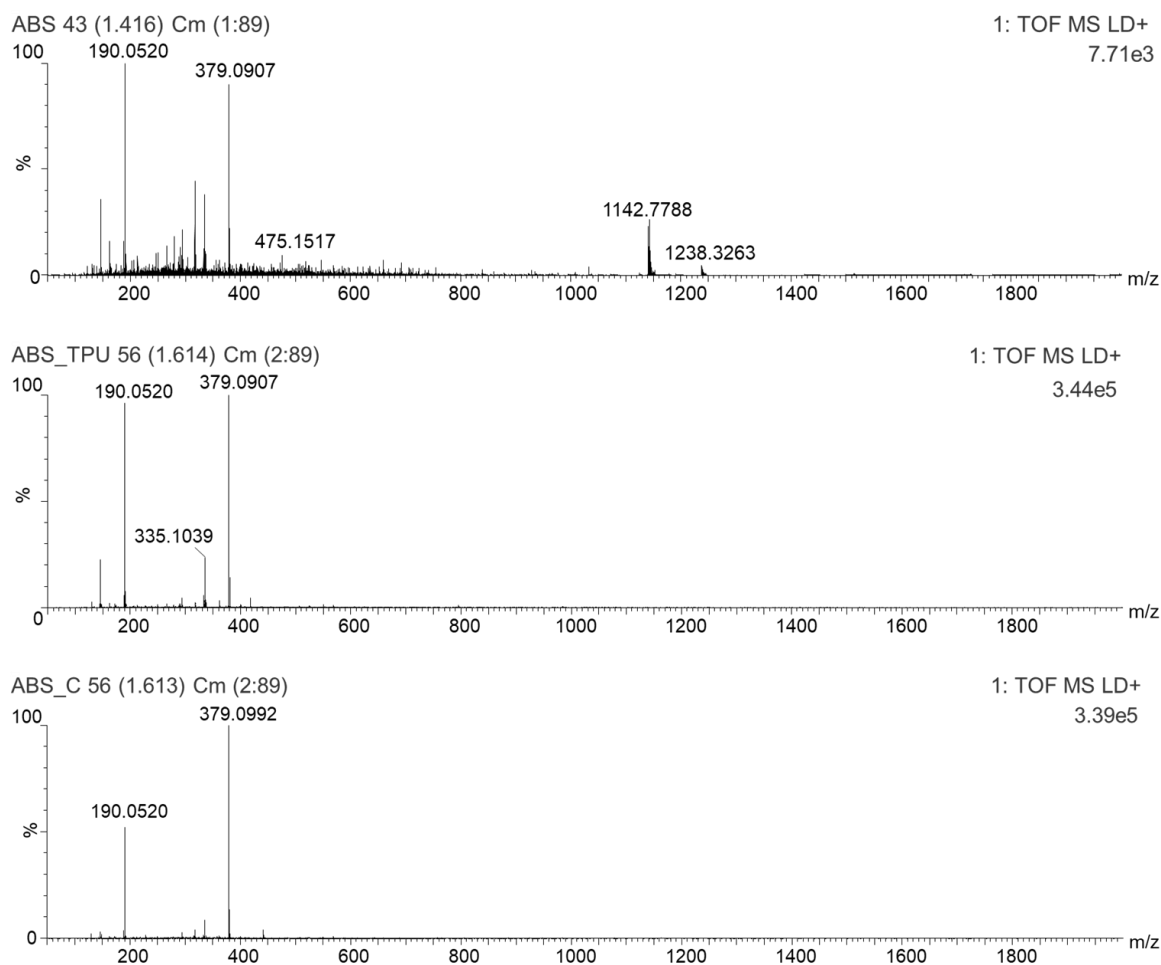 ABS 43 (1.416) Cm (1:89)
1: TOF MS LD+
7.71e3
100
190.0520
379.0907
%
475.1517
1142.7788
1238.3263
0
200 400 600 800 1000 1200 1400 1600 1800 m/z
ABS_TPU 56 (1.614) Cm (2:89)
1: TOF MS LD+
3.44e5
100
190.0520
379.0907
%
335.1039
0
200 400 600 800 1000 1200 1400 1600 1800 m/z
ABS_C 56 (1.613) Cm (2:89)
1: TOF MS LD+
3.39e5
100
379.0992
190.0520
%
0
200 400 600 800 1000 1200 1400 1600 1800 m/z